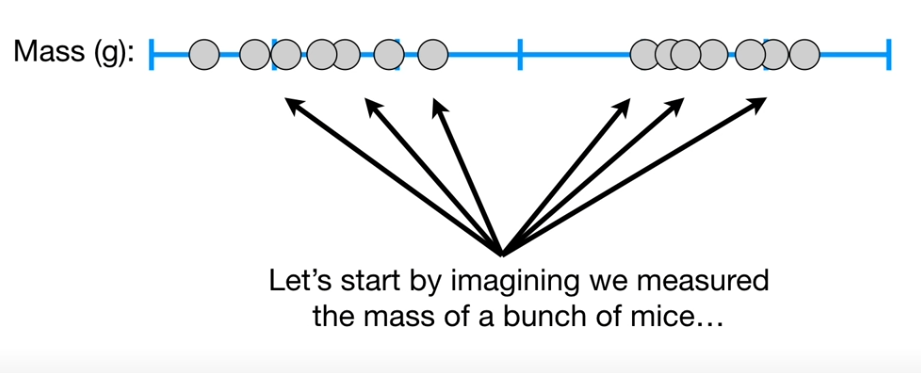 Mass (g):
Let's start by imagining we measured
the mass of a bunch of mice…